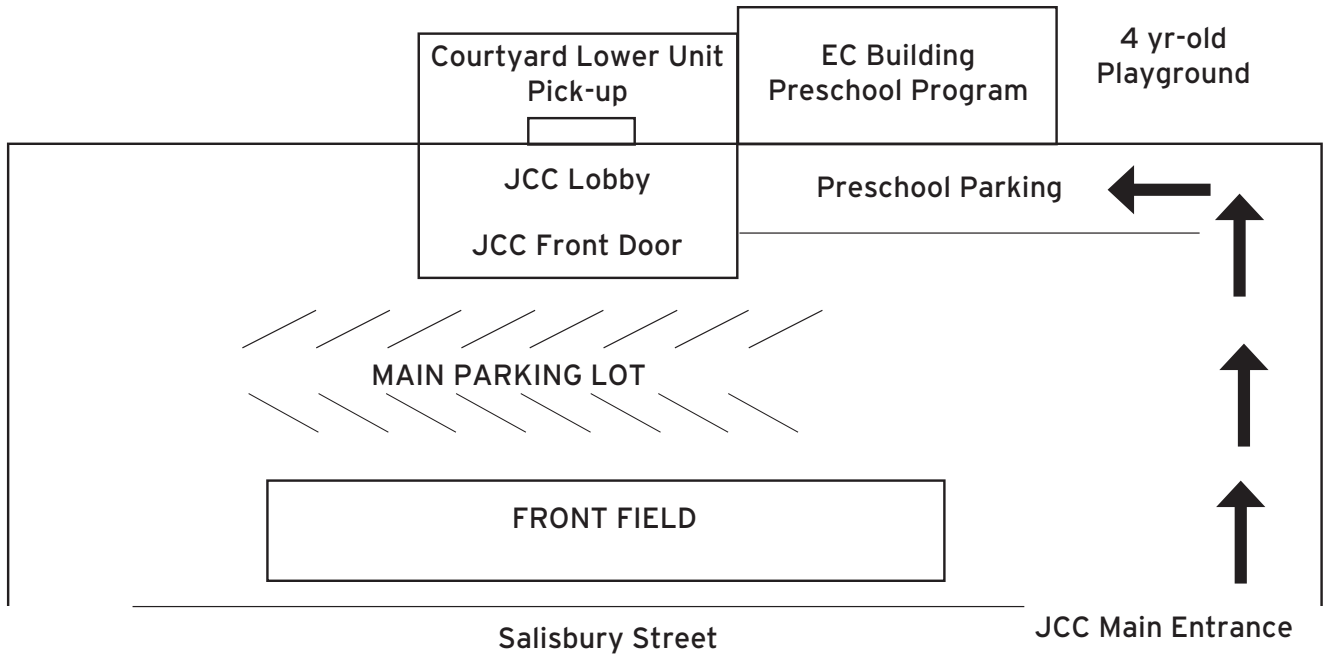 Courtyard Lower Unit
Pick-up
EC Building
Preschool Program
4 yr-old
Playground
JCC Lobby
Preschool Parking
JCC Front Door
MAIN PARKING LOT
FRONT FIELD
Salisbury Street
JCC Main Entrance